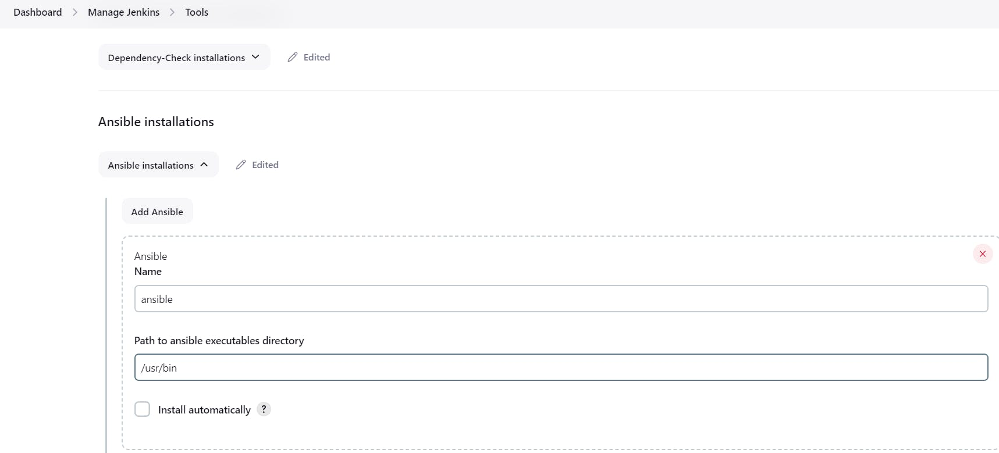 Dashboard > Manage Jenkins > Tools
Dependency-Check installations Edited
Ansible installations
Ansible installations Edited
Add Ansible
Ansible
Name
ansible
Path to ansible executables directory
/usr/bin
Install automatically ?